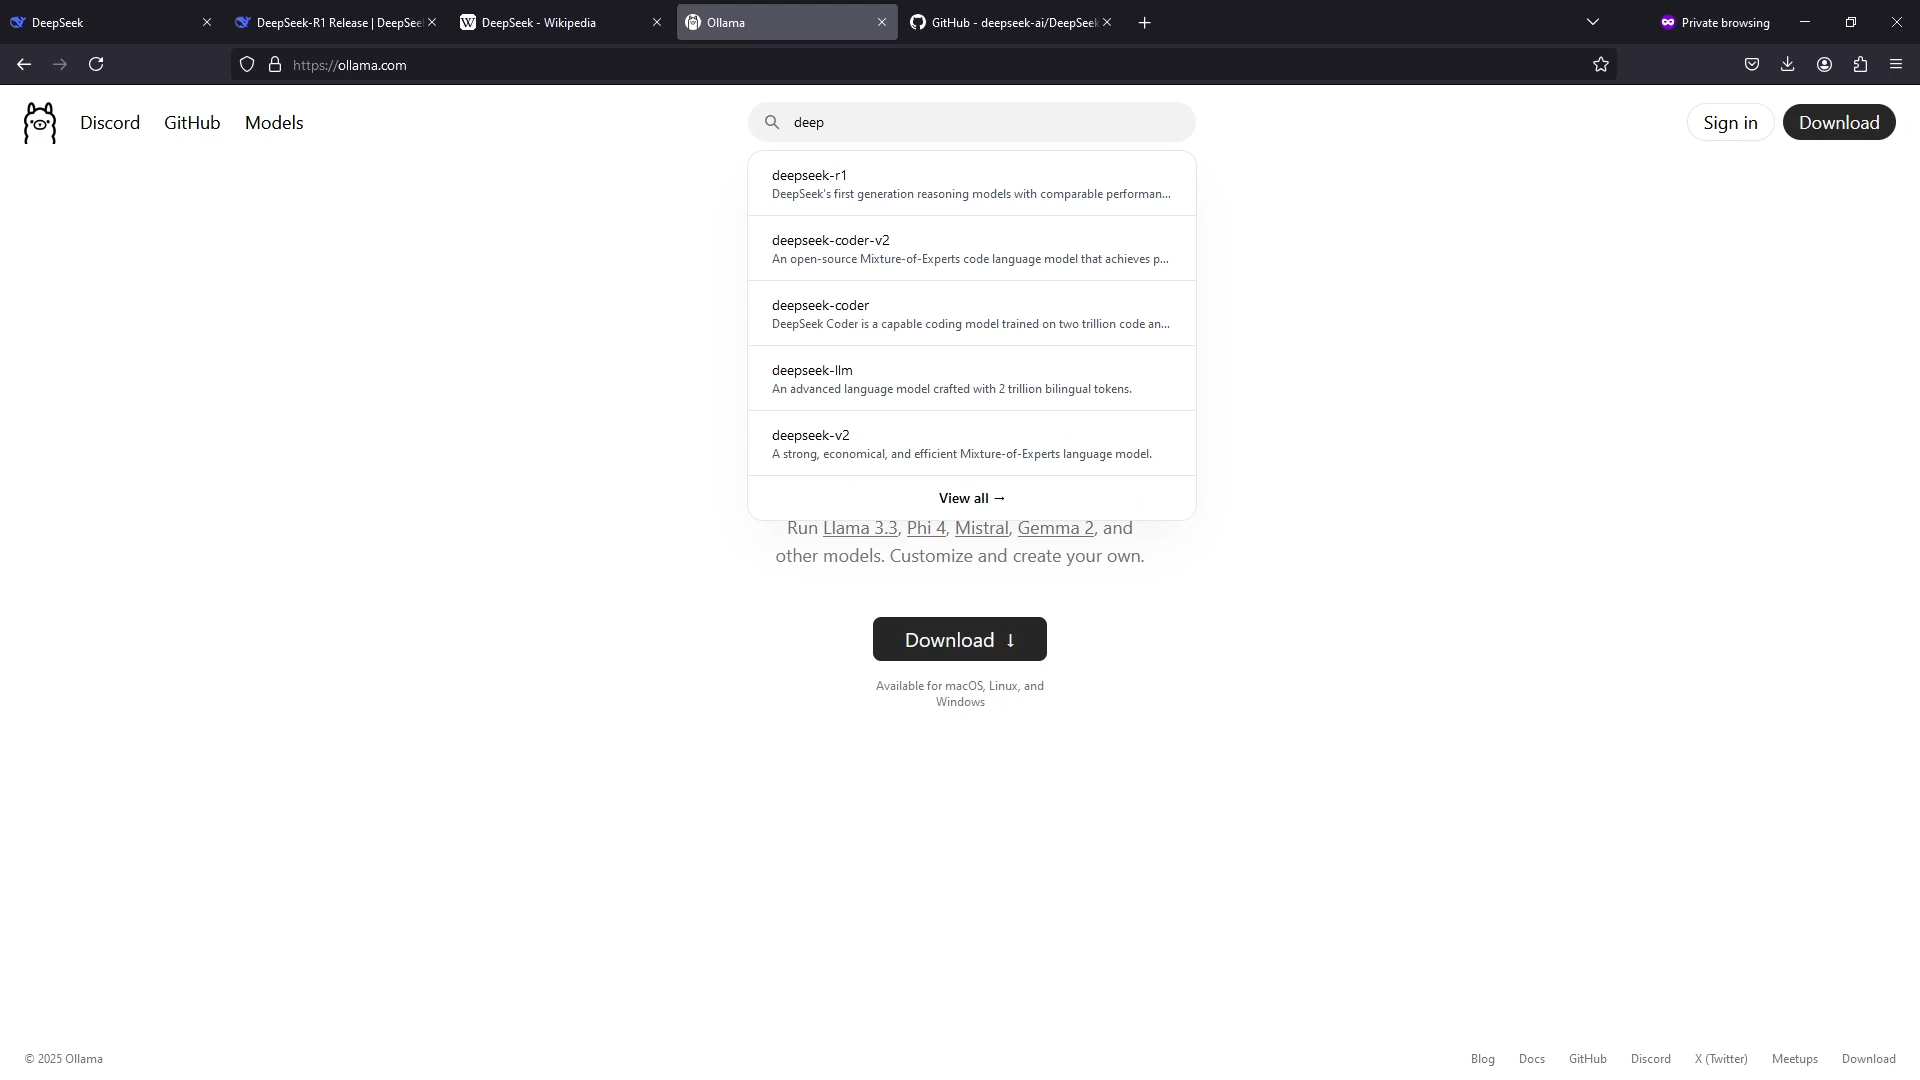 DeepSeek
DeepSeek-R1 Release | DeepSee
DeepSeek - Wikipedia
Ollama
GitHub - deepseek-ai/DeepSeek
Private browsing
https://ollama.com
Discord
GitHub
Models
deep
Sign in
Download
deepseek-r1
DeepSeek's first generation reasoning models with comparable performan...
deepseek-coder-v2
An open-source Mixture-of-Experts code language model that achieves p...
deepseek-coder
DeepSeek Coder is a capable coding model trained on two trillion code an...
deepseek-llm
An advanced language model crafted with 2 trillion bilingual tokens.
deepseek-v2
A strong, economical, and efficient Mixture-of-Experts language model.
View all →
Run Llama 3.3, Phi 4, Mistral, Gemma 2, and
other models. Customize and create your own.
Download ↓
Available for macOS, Linux, and
Windows
© 2025 Ollama
Blog
Docs
GitHub
Discord
X (Twitter)
Meetups
Download